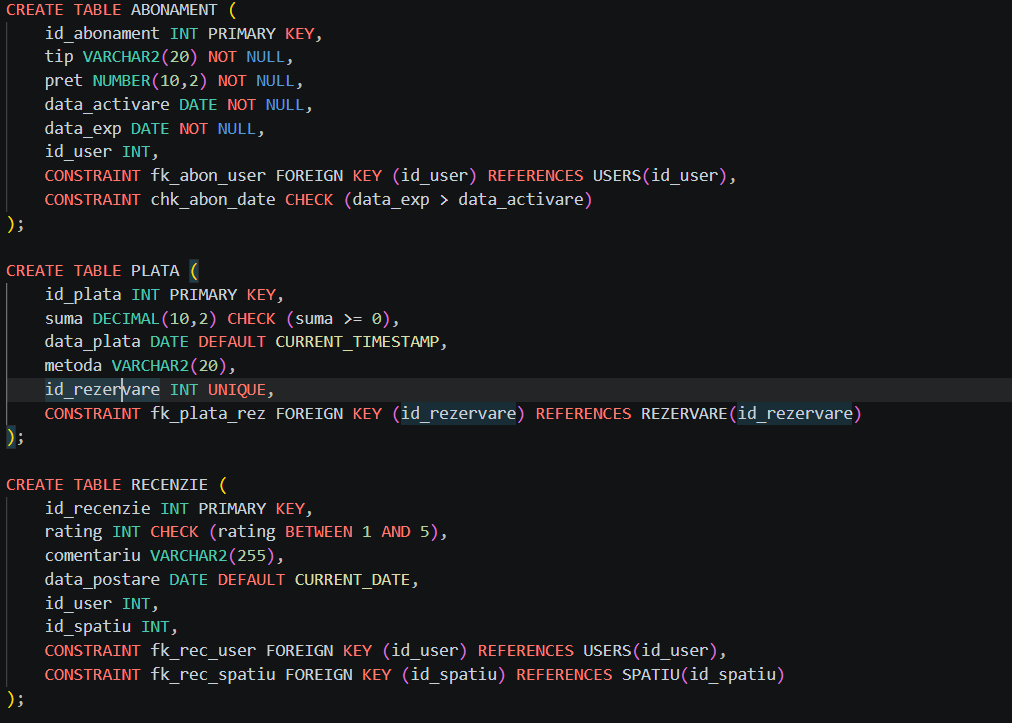 CREATE TABLE ABONAMENT (
    id_abonament INT PRIMARY KEY,
    tip VARCHAR2(20) NOT NULL,
    pret NUMBER(10,2) NOT NULL,
    data_activare DATE NOT NULL,
    data_exp DATE NOT NULL,
    id_user INT,
    CONSTRAINT fk_abon_user FOREIGN KEY (id_user) REFERENCES USERS(id_user),
    CONSTRAINT chk_abon_date CHECK (data_exp > data_activare)
);
CREATE TABLE PLATA (
    id_plata INT PRIMARY KEY,
    suma DECIMAL(10,2) CHECK (suma >= 0),
    data_plata DATE DEFAULT CURRENT_TIMESTAMP,
    metoda VARCHAR2(20),
    id_rezervare INT UNIQUE,
    CONSTRAINT fk_plata_rez FOREIGN KEY (id_rezervare) REFERENCES REZERVARE(id_rezervare)
);
CREATE TABLE RECENZIE (
    id_recenzie INT PRIMARY KEY,
    rating INT CHECK (rating BETWEEN 1 AND 5),
    comentariu VARCHAR2(255),
    data_postare DATE DEFAULT CURRENT_DATE,
    id_user INT,
    id_spatiu INT,
    CONSTRAINT fk_rec_user FOREIGN KEY (id_user) REFERENCES USERS(id_user),
    CONSTRAINT fk_rec_spatiu FOREIGN KEY (id_spatiu) REFERENCES SPATIU(id_spatiu)
);